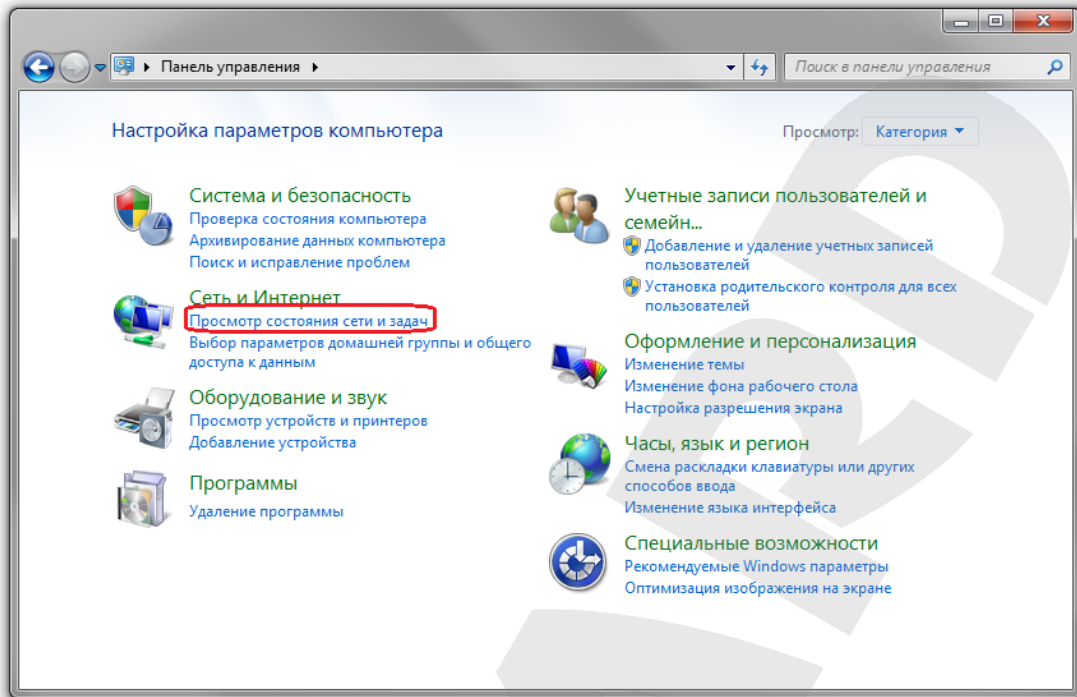 Панель управления
Поиск в панели управления
Настройка параметров компьютера
Просмотр: Категория
Система и безопасность
Проверка состояния компьютера
Архивирование данных компьютера
Поиск и исправление проблем
Сеть и Интернет
Просмотр состояния сети и задач
Выбор параметров домашней группы и общего
доступа к данным
Оборудование и звук
Просмотр устройств и принтеров
Добавление устройства
Программы
Удаление программы
Учетные записи пользователей и
семейн...
Добавление и удаление учетных записей
пользователей
Установка родительского контроля для всех
пользователей
Оформление и персонализация
Изменение темы
Изменение фона рабочего стола
Настройка разрешения экрана
Часы, язык и регион
Смена раскладки клавиатуры или других
способов ввода
Изменение языка интерфейса
Специальные возможности
Рекомендуемые Windows параметры
Оптимизация изображения на экране